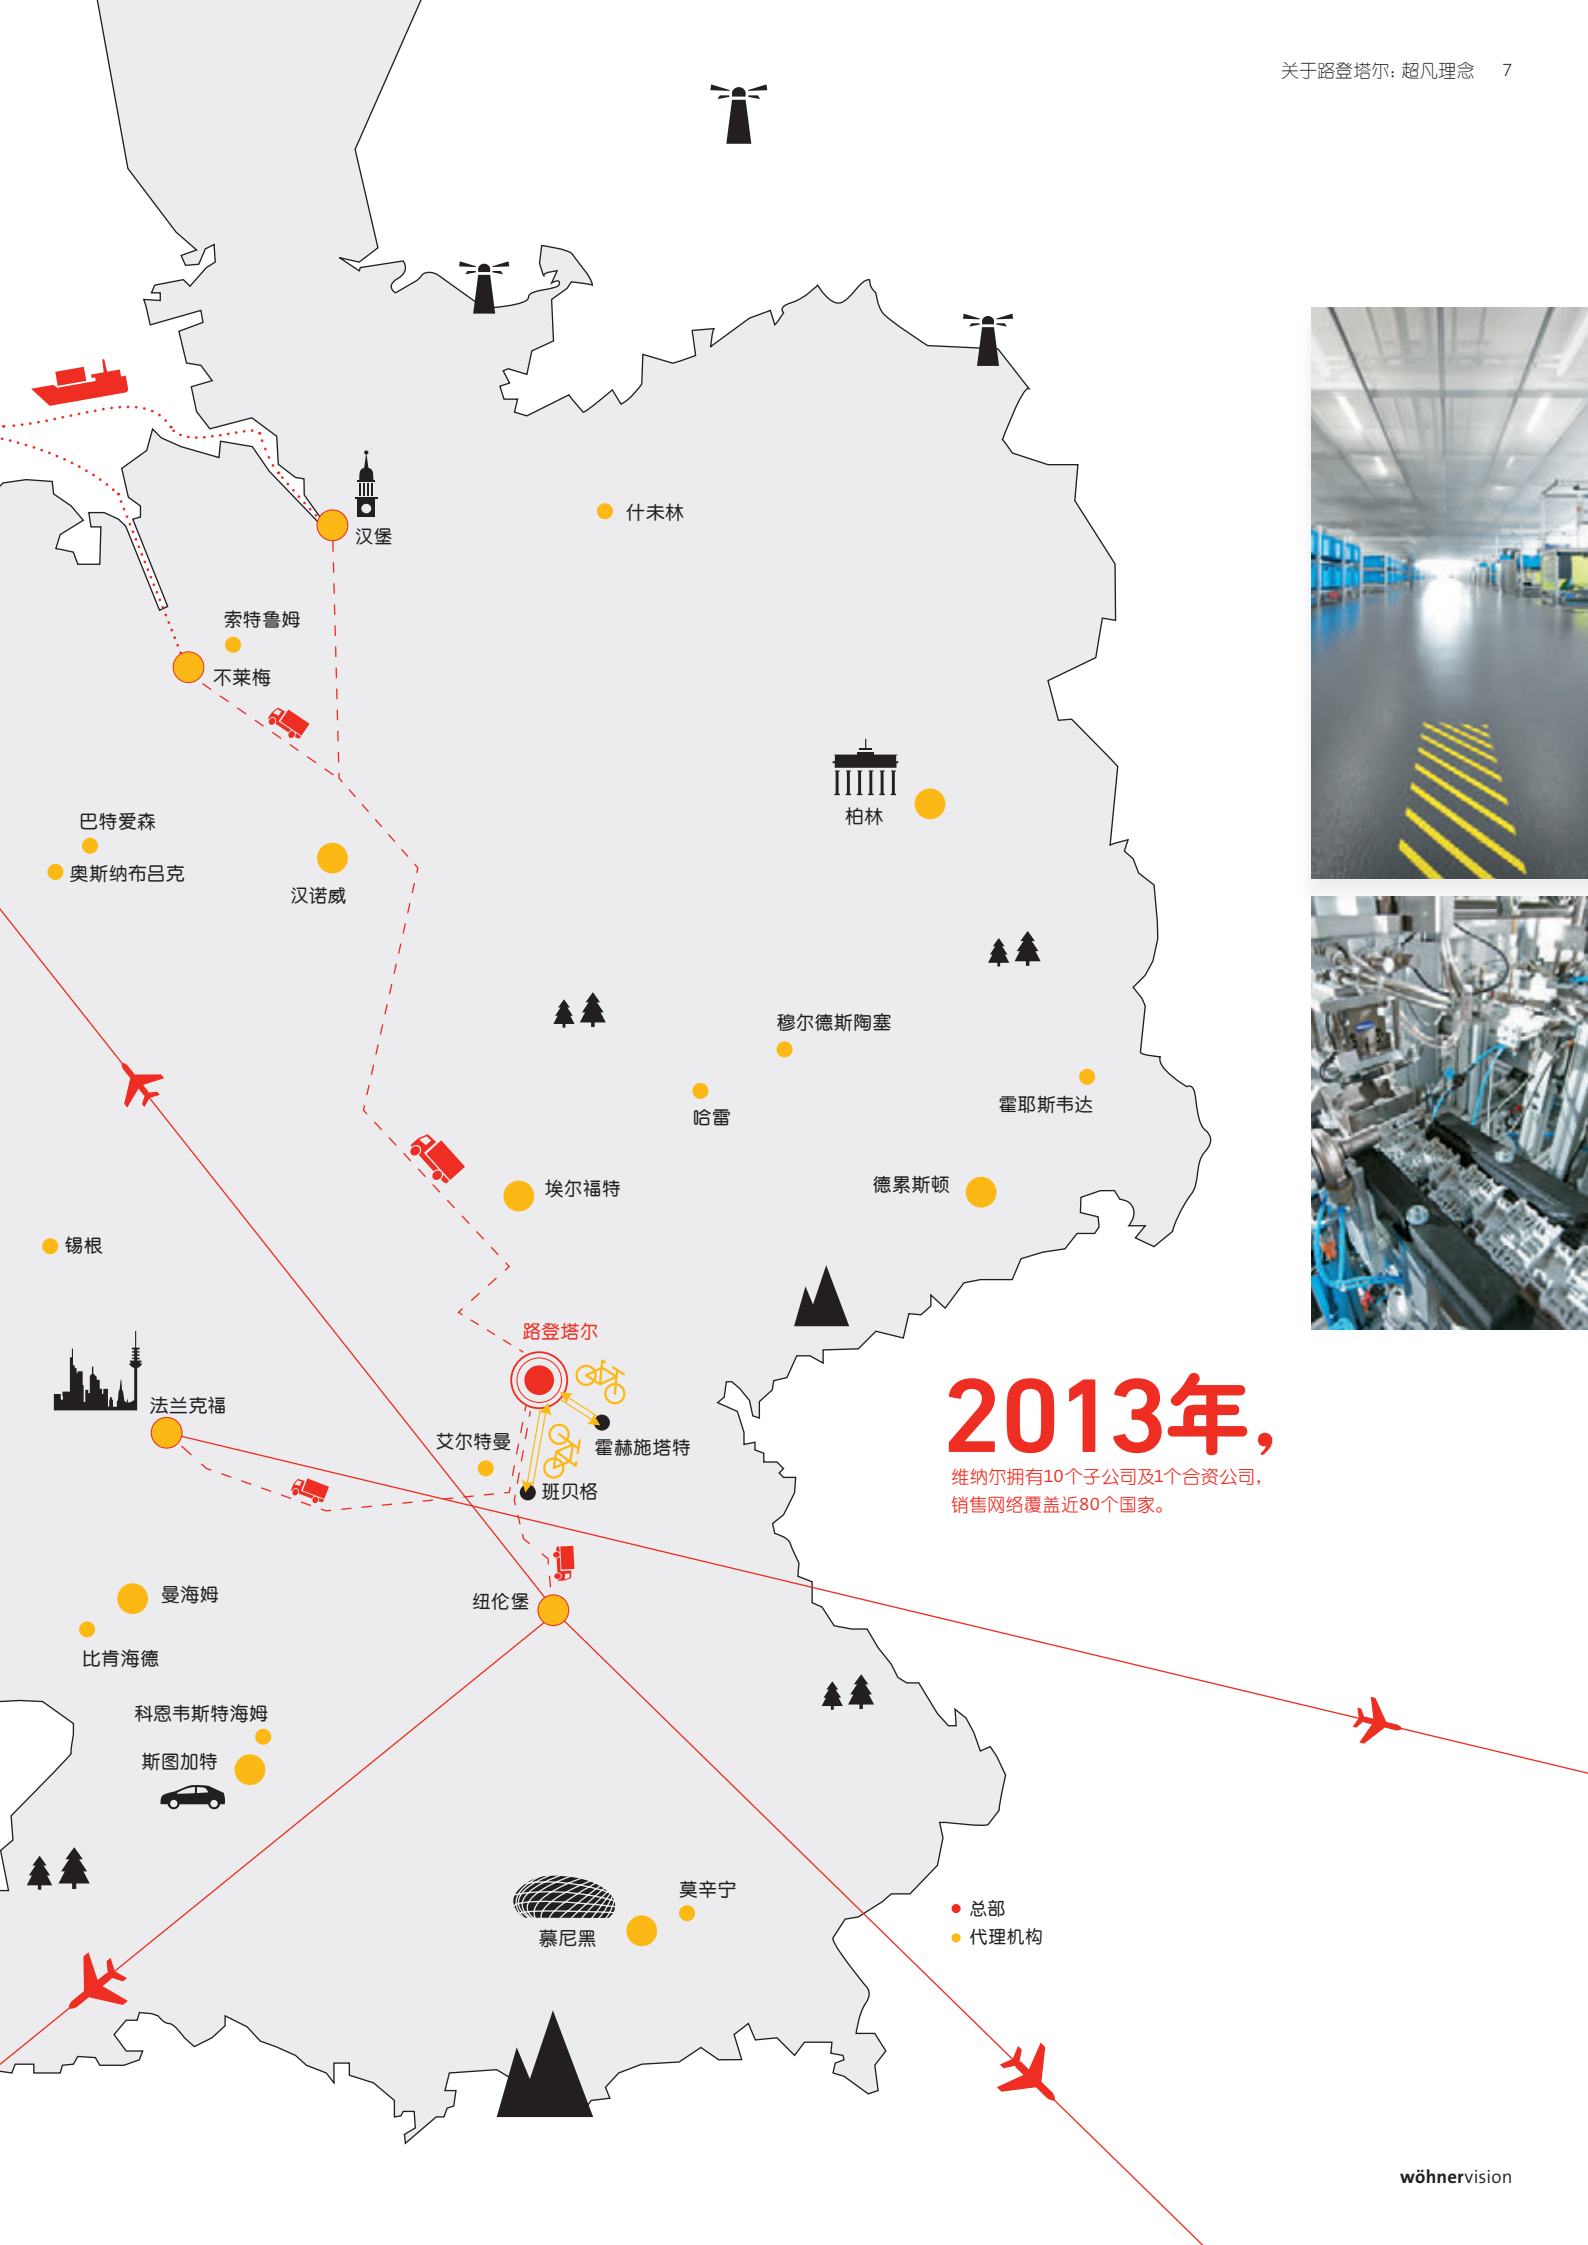 关于路登塔尔: 超凡理念 7
汉堡
什未林
索特鲁姆
不莱梅
柏林
巴特爱森
奥斯纳布吕克
汉诺威
穆尔德斯陶塞
霍耶斯韦达
哈雷
埃尔福特
德累斯顿
锡根
路登塔尔
法兰克福
艾尔特曼
霍赫施塔特
班贝格
2013年,
维纳尔拥有10个子公司及1个合资公司,
销售网络覆盖近80个国家。
曼海姆
纽伦堡
比肯海德
科恩韦斯特海姆
斯图加特
莫辛宁
慕尼黑
总部
代理机构
wöhnervision